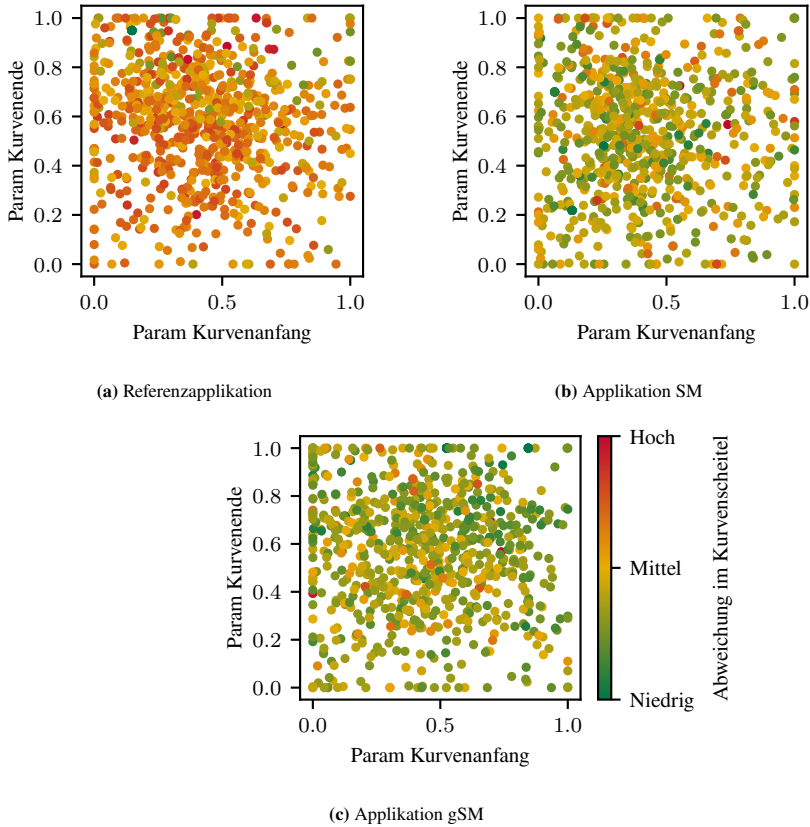 1.0
0.8
0.6
0.4
0.2
0.0
Param Kurvenende
0.0 0.5 1.0
Param Kurvenanfang
(a) Referenzapplikation
1.0
0.8
0.6
0.4
0.2
0.0
Param Kurvenende
0.0 0.5 1.0
Param Kurvenanfang
(b) Applikation SM
1.0
0.8
0.6
0.4
0.2
0.0
Param Kurvenende
0.0 0.5 1.0
Param Kurvenanfang
Hoch
Mittel
Niedrig
Abweichung im Kurvenscheitel
(c) Applikation gSM